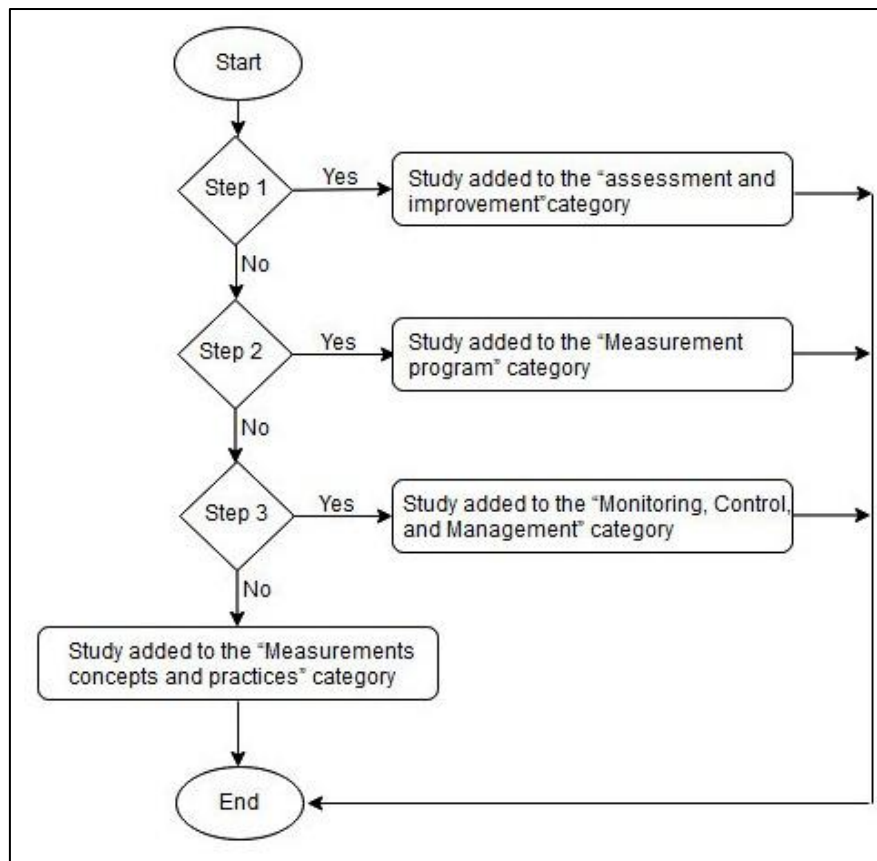 Start
Step 1
Yes
Study added to the “assessment and
improvement”category
No
Step 2
Yes
Study added to the “Measurement
program” category
No
Step 3
Yes
Study added to the “Monitoring, Control,
and Management” category
No
Study added to the “Measurements
concepts and practices” category
End